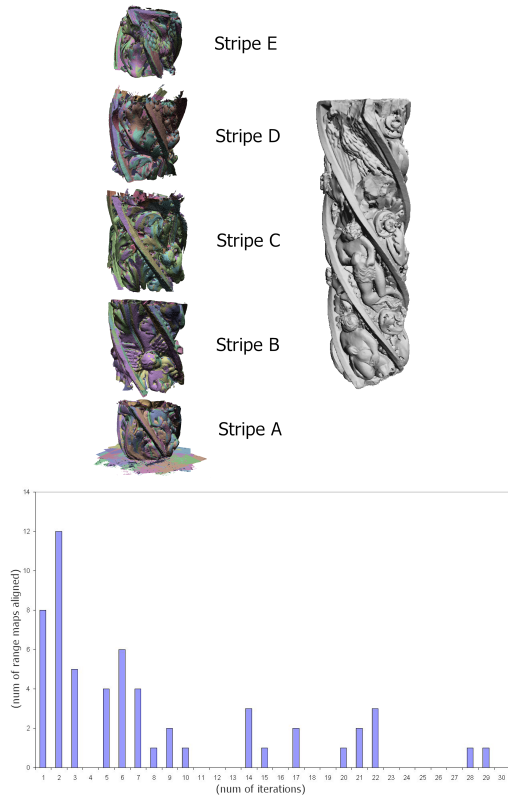 Stripe E
Stripe D
Stripe C
Stripe B
Stripe A
14
12
10
8
6
4
2
0
(num of range maps aligned)
1 2 3 4 5 6 7 8 9 10 11 12 13 14 15 16 17 18 19 20 21 22 23 24 25 26 27 28 29 30
(num of iterations)